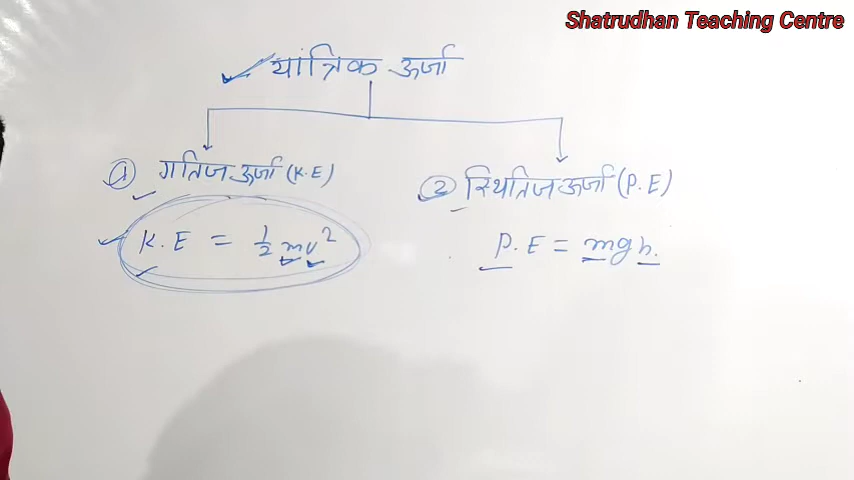 Shatrudhan Teaching Centre
यांत्रिक ऊर्जा
① गतिज ऊर्जा (K.E)
② स्थितिज ऊर्जा (P.E)
K.E = 1/2 mv²
P.E = mgh.